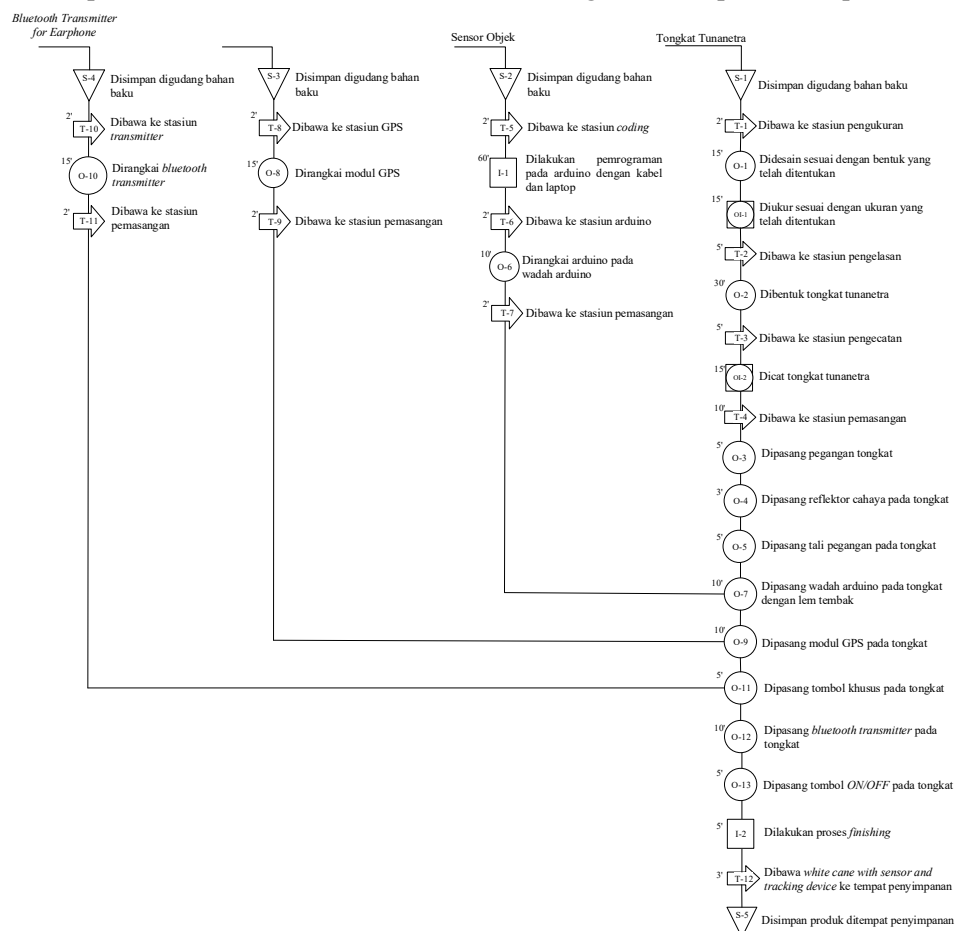 Bluetooth Transmitter
for Earphone
S-4
Disimpan digudang bahan
baku
2'
T-10
Dibawa ke stasiun
transmitter
15'
O-10
Dirangkai bluetooth
transmitter
2'
T-11
Dibawa ke stasiun
pemasangan
S-3
Disimpan digudang bahan
baku
2'
T-8
Dibawa ke stasiun GPS
15'
O-8
Dirangkai modul GPS
2'
T-9
Dibawa ke stasiun pemasangan
Sensor Objek
S-2
Disimpan digudang bahan
baku
2'
T-5
Dibawa ke stasiun coding
60'
I-1
Dilakukan pemrograman
pada arduino dengan kabel
dan laptop
2'
T-6
Dibawa ke stasiun arduino
10'
O-6
Dirangkai arduino pada
wadah arduino
2'
T-7
Dibawa ke stasiun pemasangan
Tongkat Tunanetra
S-1
Disimpan digudang bahan baku
2'
T-1
Dibawa ke stasiun pengukuran
15'
O-1
Didesain sesuai dengan bentuk yang
telah ditentukan
15'
OI-1
Diukur sesuai dengan ukuran yang
telah ditentukan
5'
T-2
Dibawa ke stasiun pengelasan
30'
O-2
Dibentuk tongkat tunanetra
5'
T-3
Dibawa ke stasiun pengecatan
15'
OI-2
Dicat tongkat tunanetra
10'
T-4
Dibawa ke stasiun pemasangan
5'
O-3
Dipasang pegangan tongkat
3'
O-4
Dipasang reflektor cahaya pada tongkat
5'
O-5
Dipasang tali pegangan pada tongkat
10'
O-7
Dipasang wadah arduino pada tongkat
dengan lem tembak
10'
O-9
Dipasang modul GPS pada tongkat
5'
O-11
Dipasang tombol khusus pada tongkat
10'
O-12
Dipasang bluetooth transmitter pada
tongkat
5'
O-13
Dipasang tombol ON/OFF pada tongkat
5'
I-2
Dilakukan proses finishing
3'
T-12
Dibawa white cane with sensor and
tracking device ke tempat penyimpanan
S-5
Disimpan produk ditempat penyimpanan